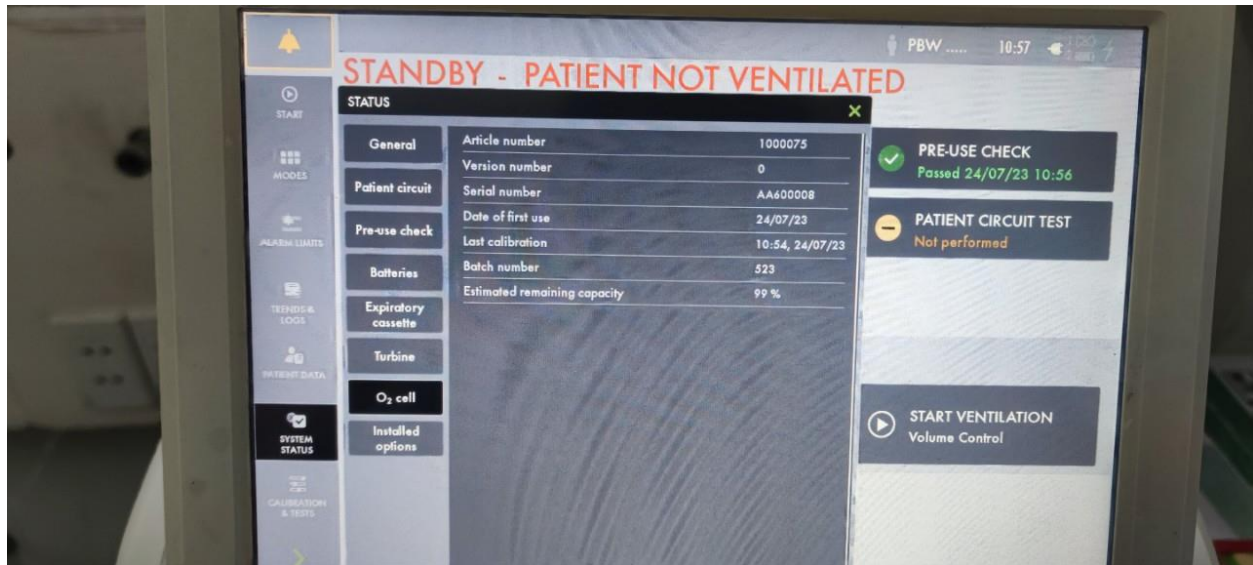 PBW ..... 10:57
STANDBY - PATIENT NOT VENTILATED
START
MODES
ALARM LIMITS
TRENDS &
LOGS
PATIENT DATA
SYSTEM
STATUS
CALIBRATION
& TESTS
STATUS
General
Patient circuit
Pre-use check
Batteries
Expiratory
cassette
Turbine
O₂ cell
Installed
options
Article number 1000075
Version number 0
Serial number AA600008
Date of first use 24/07/23
Last calibration 10:54, 24/07/23
Batch number 523
Estimated remaining capacity 99 %
PRE-USE CHECK
Passed 24/07/23 10:56
PATIENT CIRCUIT TEST
Not performed
START VENTILATION
Volume Control